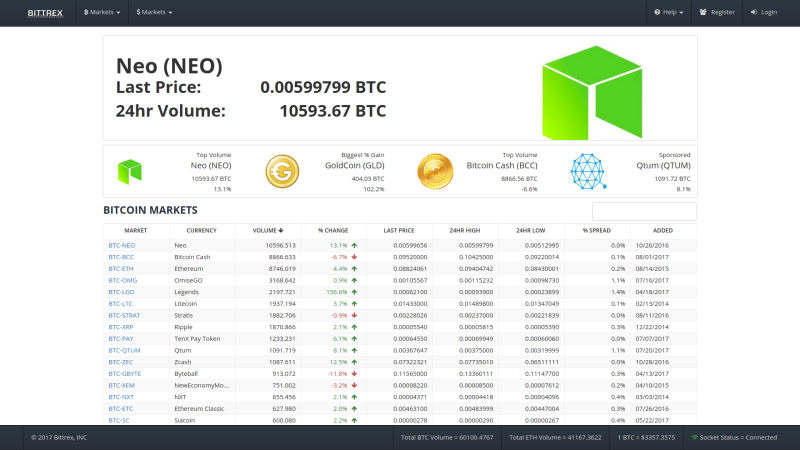 BITTREX
Markets
$ Markets
Help
Register
Login
Neo (NEO)
Last Price: 0.00599799 BTC
24hr Volume: 10593.67 BTC
Top Volume
Neo (NEO)
10593.67 BTC
13.1%
Biggest % Gain
GoldCoin (GLD)
404.03 BTC
102.2%
Top Volume
Bitcoin Cash (BCC)
8866.56 BTC
-6.6%
Sponsored
Qtum (QTUM)
1091.72 BTC
8.1%
BITCOIN MARKETS
MARKET CURRENCY VOLUME % CHANGE LAST PRICE 24HR HIGH 24HR LOW % SPREAD ADDED
BTC-NEO Neo 10596.513 13.1% 0.00599656 0.00599799 0.00512995 0.0% 10/26/2016
BTC-BCC Bitcoin Cash 8866.633 -6.7% 0.09520000 0.10425000 0.09220014 0.1% 08/01/2017
BTC-ETH Ethereum 8746.019 4.4% 0.08824061 0.09404742 0.08430001 0.2% 08/14/2015
BTC-OMG OmiseGO 3168.642 0.9% 0.00105567 0.00115232 0.00098730 1.1% 07/16/2017
BTC-LGD Legends 2197.721 156.6% 0.00062100 0.00093900 0.00023899 1.4% 04/18/2017
BTC-LTC Litecoin 1937.194 5.7% 0.01433000 0.01489800 0.01347049 0.1% 02/13/2014
BTC-STRAT Stratis 1882.706 -0.9% 0.00228026 0.00237000 0.00221839 0.0% 08/11/2016
BTC-XRP Ripple 1870.866 2.1% 0.00005540 0.00005815 0.00005390 0.3% 12/22/2014
BTC-PAY TenX Pay Token 1233.231 6.1% 0.00064550 0.00069949 0.00060060 0.0% 07/07/2017
BTC-QTUM Qtum 1091.719 8.1% 0.00367647 0.00375000 0.00319999 1.1% 07/20/2017
BTC-ZEC Zcash 1087.611 12.5% 0.07322321 0.07735010 0.06511111 0.0% 10/28/2016
BTC-GBYTE Byteball 913.072 -11.8% 0.11565000 0.13360111 0.11147700 0.3% 04/13/2017
BTC-XEM NewEconomyMo... 751.002 -3.2% 0.00008220 0.00008500 0.00007612 0.2% 04/10/2015
BTC-NXT NXT 655.456 2.1% 0.00004371 0.00004418 0.00004096 0.4% 03/03/2014
BTC-ETC Ethereum Classic 627.980 2.0% 0.00463100 0.00483999 0.00447004 0.3% 07/26/2016
BTC-SC Siacoin 600.080 2.2% 0.00000278 0.00000290 0.00000267 0.4% 05/22/2017
© 2017 Bittrex, INC
Total BTC Volume = 60100.4767
Total ETH Volume = 41167.3622
1 BTC = $3357.3575
Socket Status = Connected